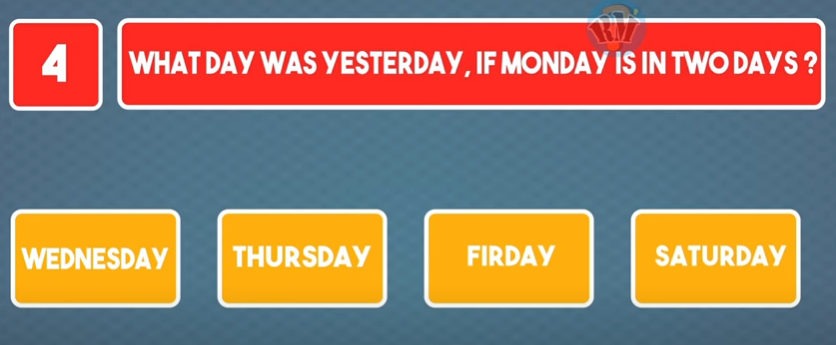 4
WHAT DAY WAS YESTERDAY, IF MONDAY IS IN TWO DAYS ?
WEDNESDAY
THURSDAY
FIRDAY
SATURDAY